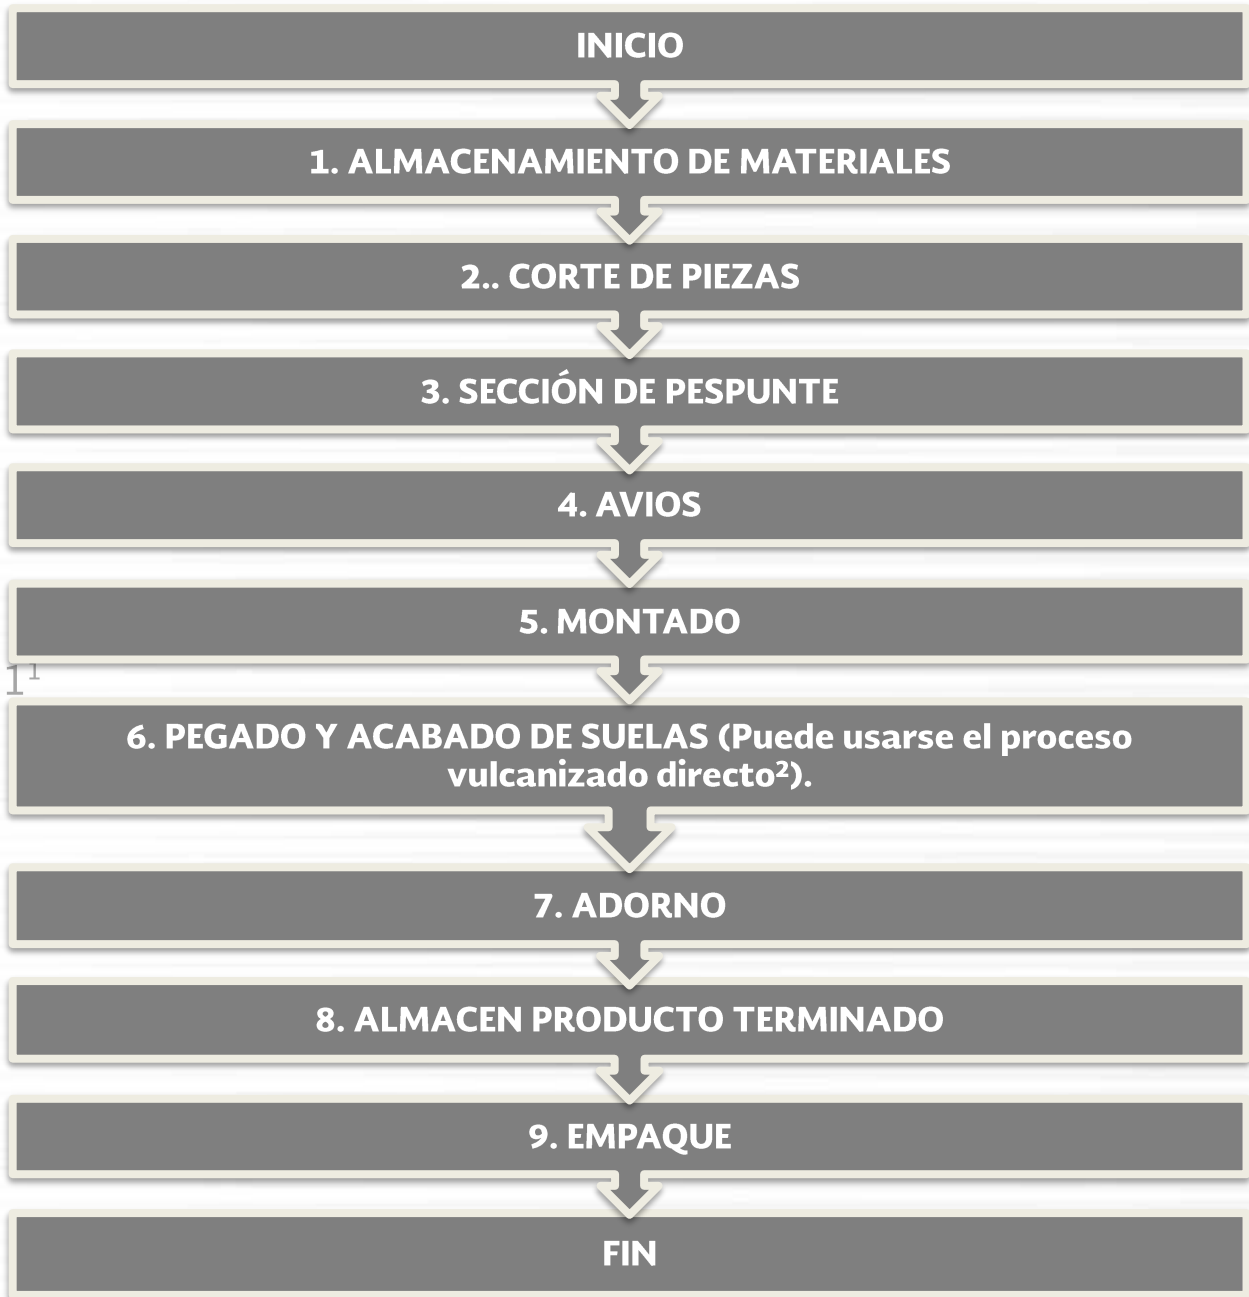 INICIO
1. ALMACENAMIENTO DE MATERIALES
2.. CORTE DE PIEZAS
3. SECCIÓN DE PESPUNTE
4. AVIOS
5. MONTADO
1¹
6. PEGADO Y ACABADO DE SUELAS (Puede usarse el proceso
vulcanizado directo²).
7. ADORNO
8. ALMACEN PRODUCTO TERMINADO
9. EMPAQUE
FIN